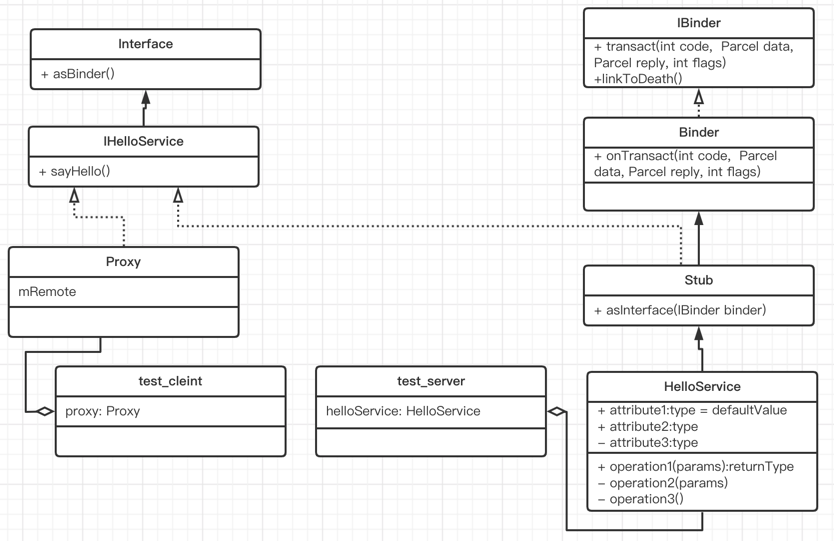 Interface
+ asBinder()
IHelloService
+ sayHello()
Proxy
mRemote
test_cleint
proxy: Proxy
test_server
helloService: HelloService
IBinder
+ transact(int code,  Parcel data,
Parcel reply, int flags)
+linkToDeath()
Binder
+ onTransact(int code,  Parcel
data, Parcel reply, int flags)
Stub
+ asInterface(IBinder binder)
HelloService
+ attribute1:type = defaultValue
+ attribute2:type
− attribute3:type
+ operation1(params):returnType
− operation2(params)
− operation3()